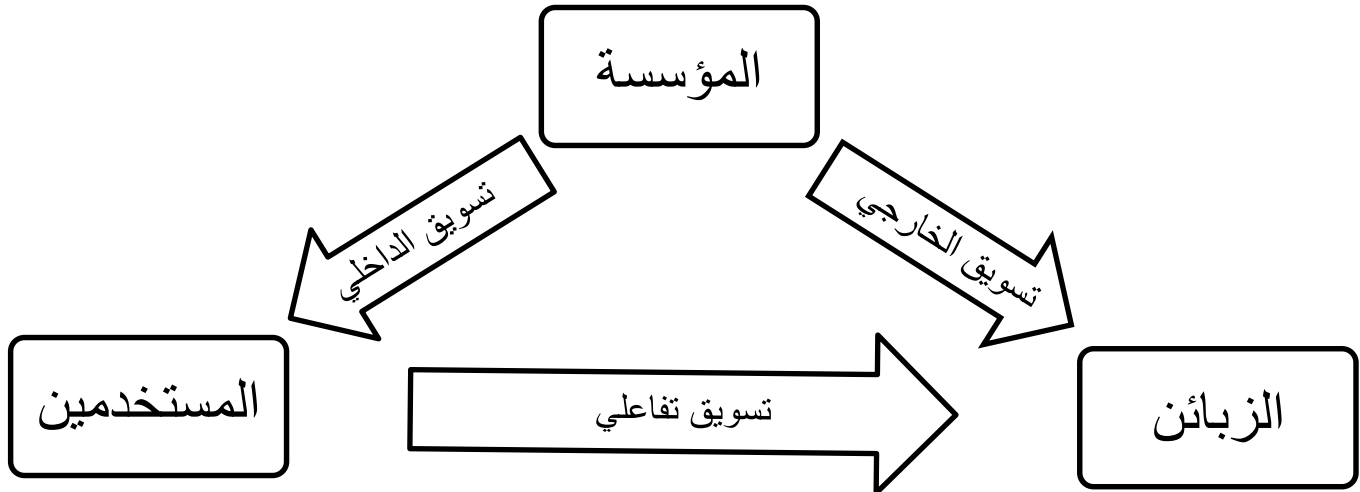 المؤسسة
تسويق الخارجي
تسويق الداخلي
الزبائن
تسويق تفاعلي
المستخدمين